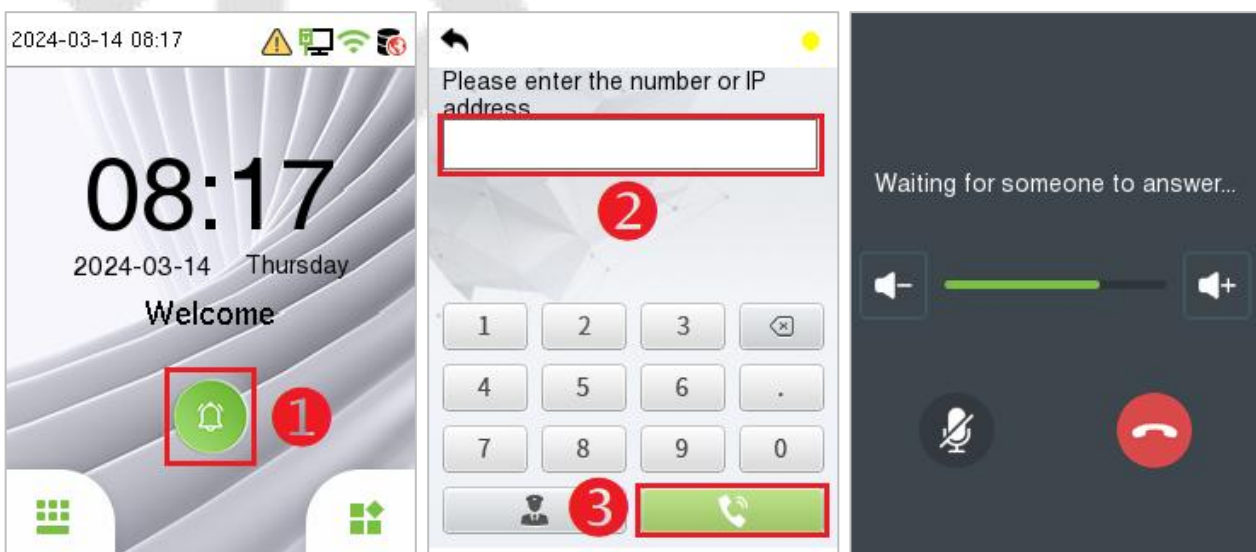 2024-03-14 08:17
08:17
2024-03-14 Thursday
Welcome
1
Please enter the number or IP
address
2
1 2 3
4 5 6 .
7 8 9 0
3
Waiting for someone to answer...
- +